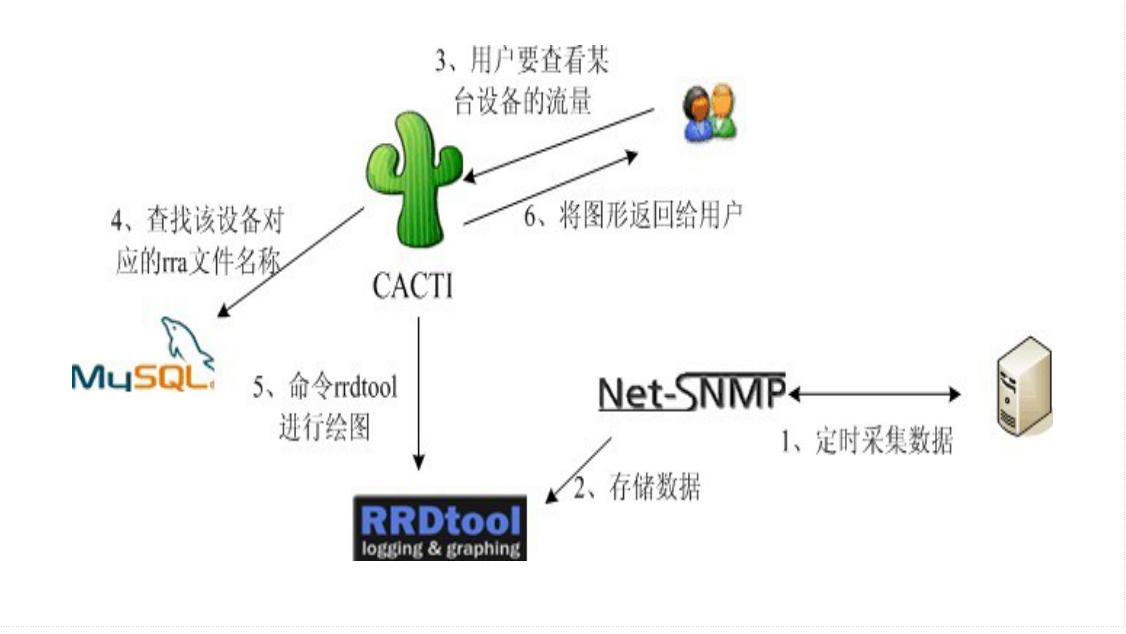 3、用户要查看某
台设备的流量
6、将图形返回给用户
4、查找该设备对
应的rra文件名称
CACTI
MySQL
5、命令rrdtool
进行绘图
Net-SNMP
1、定时采集数据
2、存储数据
RRDtool
logging & graphing